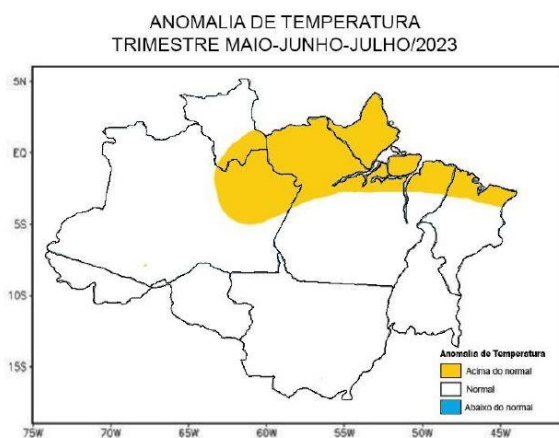 ANOMALIA DE TEMPERATURA
TRIMESTRE MAIO-JUNHO-JULHO/2023
5N
EQ
5S
10S
15S
75W 70W 65W 60W 55W 50W 45W
Anomalia de Temperatura
Acima do normal
Normal
Abaixo do normal